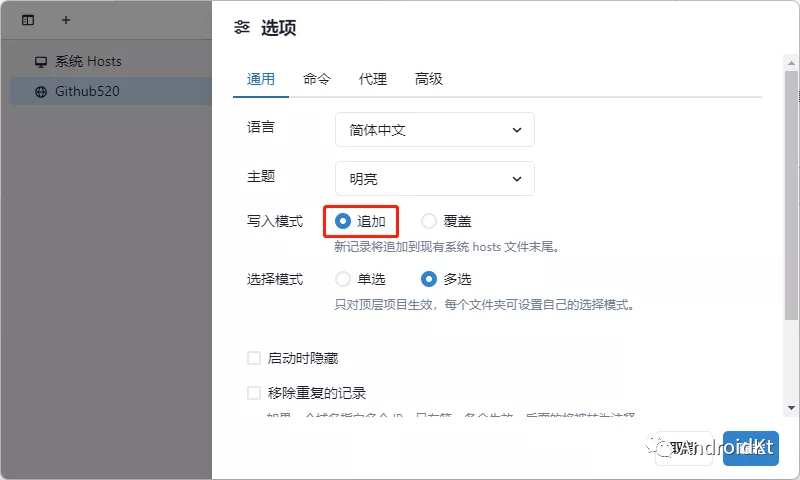 选项
系统 Hosts
Github520
通用 命令 代理 高级
语言 简体中文
主题 明亮
写入模式 追加 覆盖
新记录将追加到现有系统 hosts 文件末尾。
选择模式 单选 多选
只对顶层项目生效，每个文件夹可设置自己的选择模式。
启动时隐藏
移除重复的记录
取消
AndroidKt